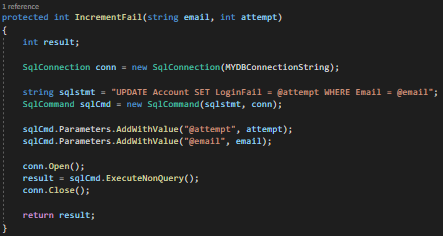 1 reference
protected int IncrementFail(string email, int attempt)
{
int result;
SqlConnection conn = new SqlConnection(MYDBConnectionString);
string sqlstmt = "UPDATE Account SET LoginFail = @attempt WHERE Email = @email";
SqlCommand sqlCmd = new SqlCommand(sqlstmt, conn);
sqlCmd.Parameters.AddWithValue("@attempt", attempt);
sqlCmd.Parameters.AddWithValue("@email", email);
conn.Open();
result = sqlCmd.ExecuteNonQuery();
conn.Close();
return result;
}